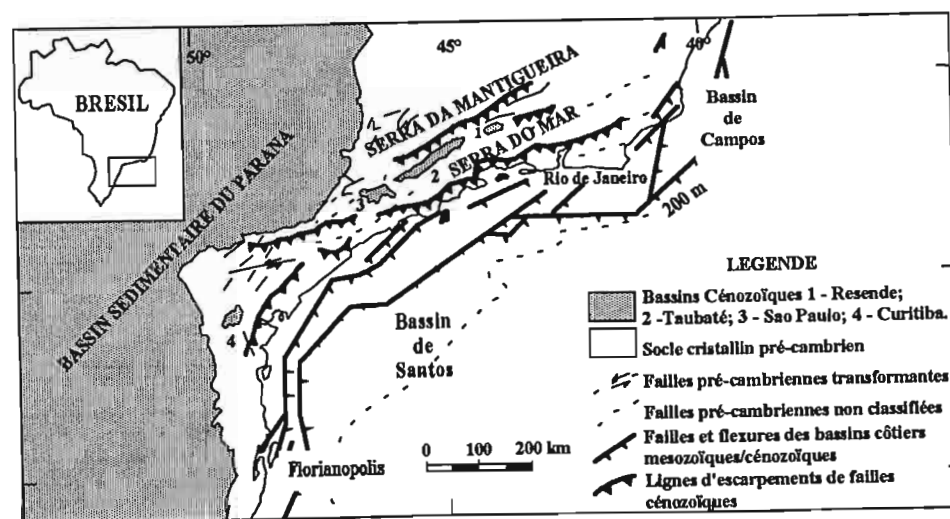 50°
45°
40°
BRESIL
BASSIN SEDIMENTAIRE DU PARANA
SERRA DA MANTIGUEIRA
SERRA DO MAR
1
2
3
4
Bassin
de
Campos
Rio de Janeiro
200 m
Bassin
de
Santos
Florianopolis
0 100 200 km
LEGENDE
Bassins Cénozoïques 1 - Resende;
2 -Taubaté; 3 - Sao Paulo; 4 - Curitiba.
Socle cristallin pré-cambrien
Failles pré-cambriennes transformantes
Failles pré-cambriennes non classifiées
Failles et flexures des bassins côtiers
mesozoïques/cénozoïques
Lignes d'escarpements de failles
cénozoïques